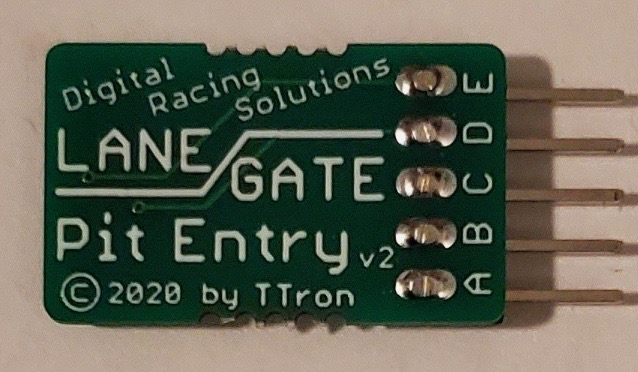 Digital
Racing
Solutions
LANE
GATE
Pit Entry v2
© 2020 by TTron
E
D
C
B
A